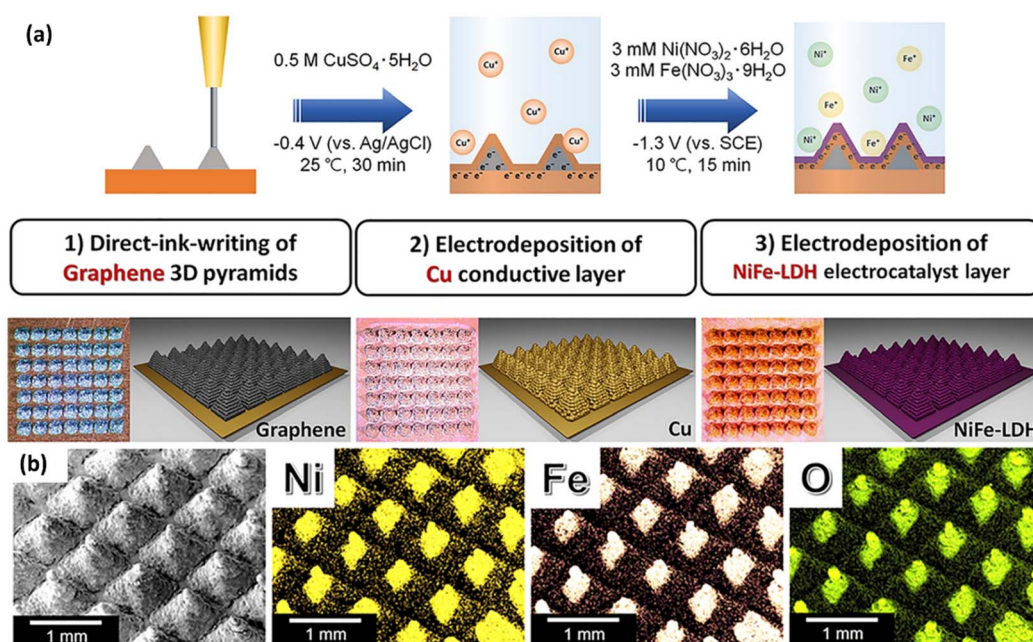 (a)
0.5 M CuSO₄·5H₂O
-0.4 V (vs. Ag/AgCl)
25 ℃, 30 min
Cu⁺
Cu⁺
Cu⁺
Cu⁺
Cu⁺
e⁻
3 mM Ni(NO₃)₂·6H₂O
3 mM Fe(NO₃)₃·9H₂O
-1.3 V (vs. SCE)
10 ℃, 15 min
Ni⁺
Fe⁺
Ni⁺
Fe⁺
Ni⁺
Ni⁺
Fe⁺
Ni⁺
1) Direct-ink-writing of
Graphene 3D pyramids
2) Electrodeposition of
Cu conductive layer
3) Electrodeposition of
NiFe-LDH electrocatalyst layer
Graphene
Cu
NiFe-LDH
(b)
Ni
Fe
O
1 mm
1 mm
1 mm
1 mm